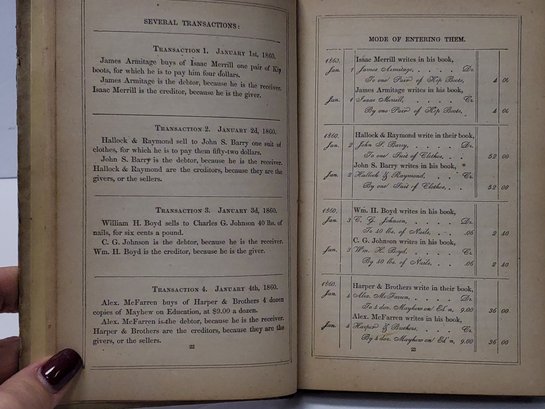 SEVERAL TRANSACTIONS:
TRANSACTION 1. JANUARY 1st, 1860.
James Armitage buys of Isaac Merrill one pair of Kip
boots, for which he is to pay him four dollars.
James Armitage is the debtor, because he is the receiver.
Isaac Merrill is the creditor, because he is the giver.
TRANSACTION 2. JANUARY 2d, 1860.
Hallock & Raymond sell to John S. Barry one suit of
clothes, for which he is to pay them fifty-two dollars.
John S. Barry is the debtor, because he is the receiver.
Hallock & Raymond are the creditors, because they are
the givers, or the sellers.
TRANSACTION 3. JANUARY 3d, 1860.
William H. Boyd sells to Charles G. Johnson 40 lbs. of
nails, for six cents a pound.
C. G. Johnson is the debtor, because he is the receiver.
Wm. H. Boyd is the creditor, because he is the giver.
TRANSACTION 4. JANUARY 4th, 1860.
Alex. McFarren buys of Harper & Brothers 4 dozen
copies of Mayhew on Education, at $9.00 a dozen.
Alex. McFarren is the debtor, because he is the receiver.
Harper & Brothers are the creditors, because they are the
givers, or the sellers.
22
MODE OF ENTERING THEM.
1860. Isaac Merrill writes in his book,
Jan. 1 James Armitage, . . . . Dr.
To one Pair of Kip Boots, 4 00
James Armitage writes in his book,
Jan. 1 Isaac Merrill, . . . . Cr.
By one Pair of Kip Boots, 4 00
1860. Hallock & Raymond write in their book,
Jan. 2 John S. Barry, . . . . Dr.
To one Suit of Clothes, . . 52 00
John S. Barry writes in his book,
Jan. 2 Hallock & Raymond, . . . Cr.
By one Suit of Clothes, . . 52 00
1860. Wm. H. Boyd writes in his book,
Jan. 3 C. G. Johnson, . . . . Dr.
To 40 lbs. of Nails, . . .06 2 40
C. G. Johnson writes in his book,
Jan. 3 Wm. H. Boyd, . . . . Cr.
By 40 lbs. of Nails, . . .06 2 40
1860. Harper & Brothers write in their book,
Jan. 4 Alex. McFarren, . . . . Dr.
To 4 doz. Mayhew on Ed'n, 9.00 36 00
Alex. McFarren writes in his book,
Jan. 4 Harper & Brothers, . . . Cr.
By 4 doz. Mayhew on Ed'n, 9.00 36 00